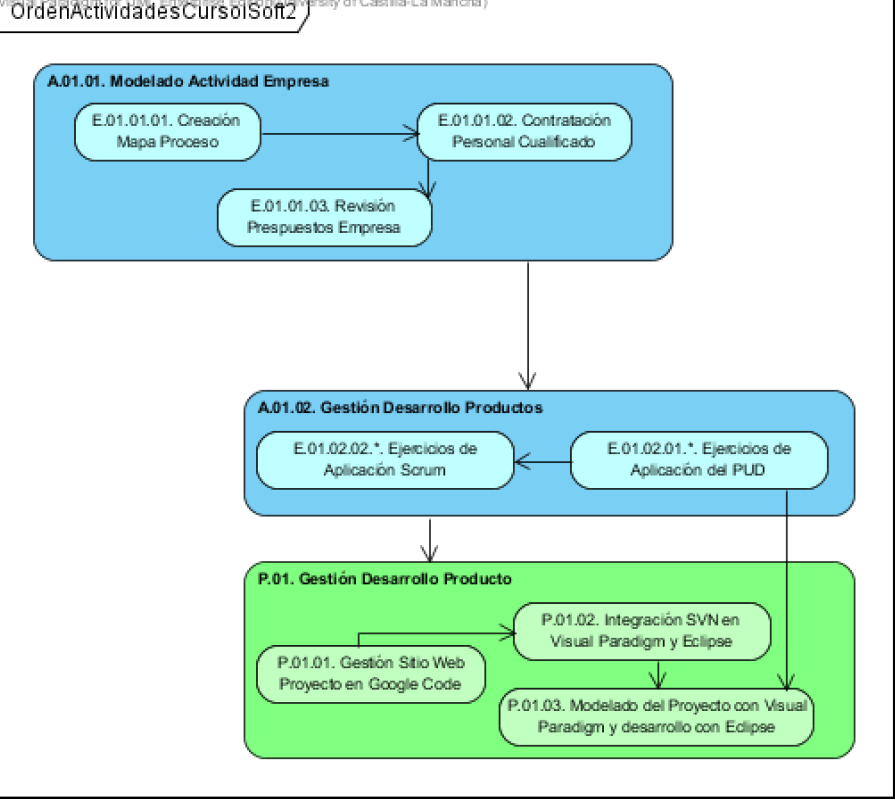 OrdenActividadesCursoISoft2
A.01.01. Modelado Actividad Empresa
E.01.01.01. Creación
Mapa Proceso
E.01.01.02. Contratación
Personal Cualificado
E.01.01.03. Revisión
Prespuestos Empresa
A.01.02. Gestión Desarrollo Productos
E.01.02.02.*. Ejercicios de
Aplicación Scrum
E.01.02.01.*. Ejercicios de
Aplicación del PUD
P.01. Gestión Desarrollo Producto
P.01.02. Integración SVN en
Visual Paradigm y Eclipse
P.01.01. Gestión Sitio Web
Proyecto en Google Code
P.01.03. Modelado del Proyecto con Visual
Paradigm y desarrollo con Eclipse